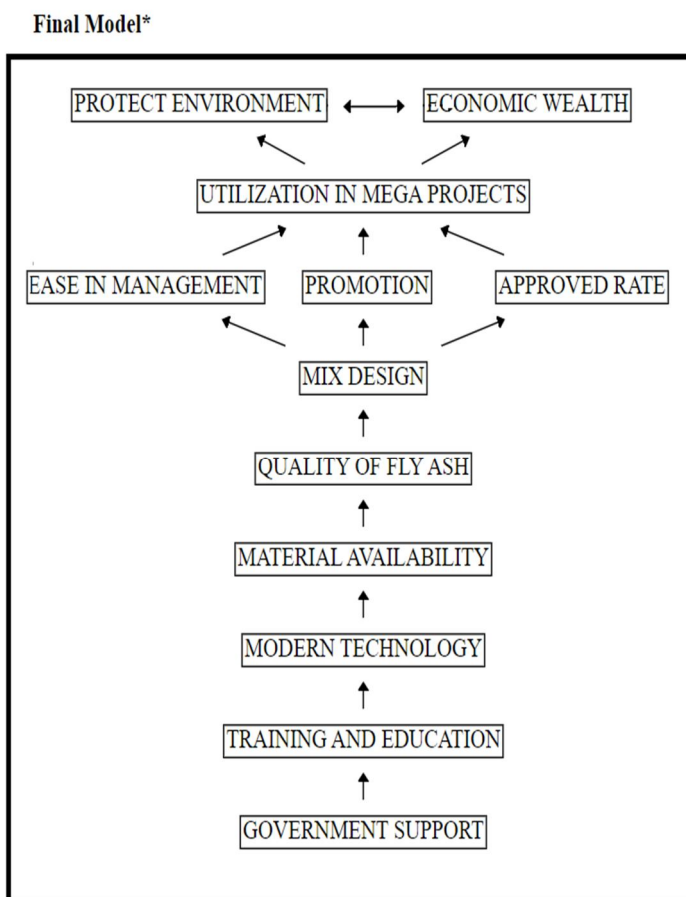 Final Model*
PROTECT ENVIRONMENT
ECONOMIC WEALTH
UTILIZATION IN MEGA PROJECTS
EASE IN MANAGEMENT
PROMOTION
APPROVED RATE
MIX DESIGN
QUALITY OF FLY ASH
MATERIAL AVAILABILITY
MODERN TECHNOLOGY
TRAINING AND EDUCATION
GOVERNMENT SUPPORT